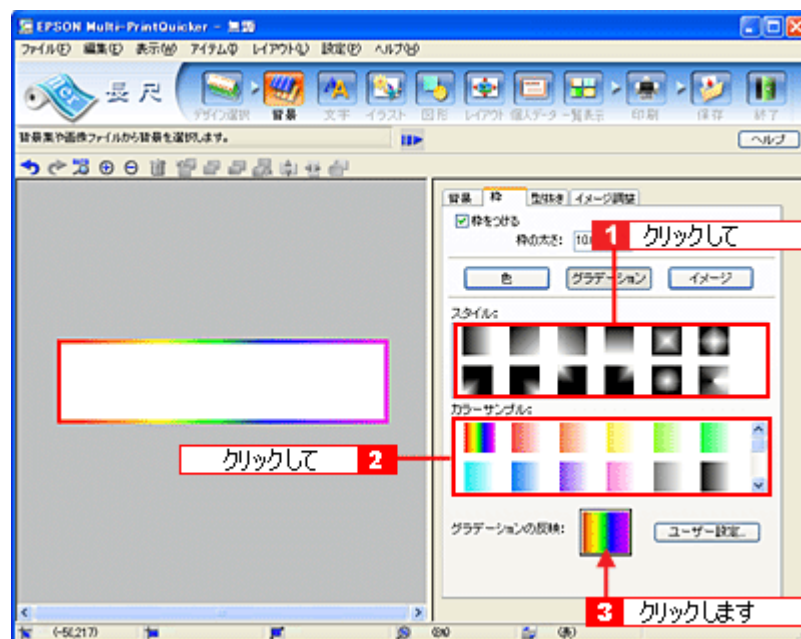 EPSON Multi-PrintQuicker - 無題
ファイル(F) 編集(E) 表示(W) アイテム(I) レイアウト(L) 設定(P) ヘルプ(H)
長尺
デザイン選択 背景 文字 イラスト 図形 レイアウト 個人データ 一覧表示 印刷 保存 終了
背景集や画像ファイルから背景を選択します。
ヘルプ
背景 枠 型抜き イメージ調整
枠をつける
枠の太さ: 10.
1 クリックして
色 グラデーション イメージ
スタイル:
カラーサンプル:
クリックして 2
グラデーションの反映: ユーザー設定...
3 クリックします
(-50,217) (表)